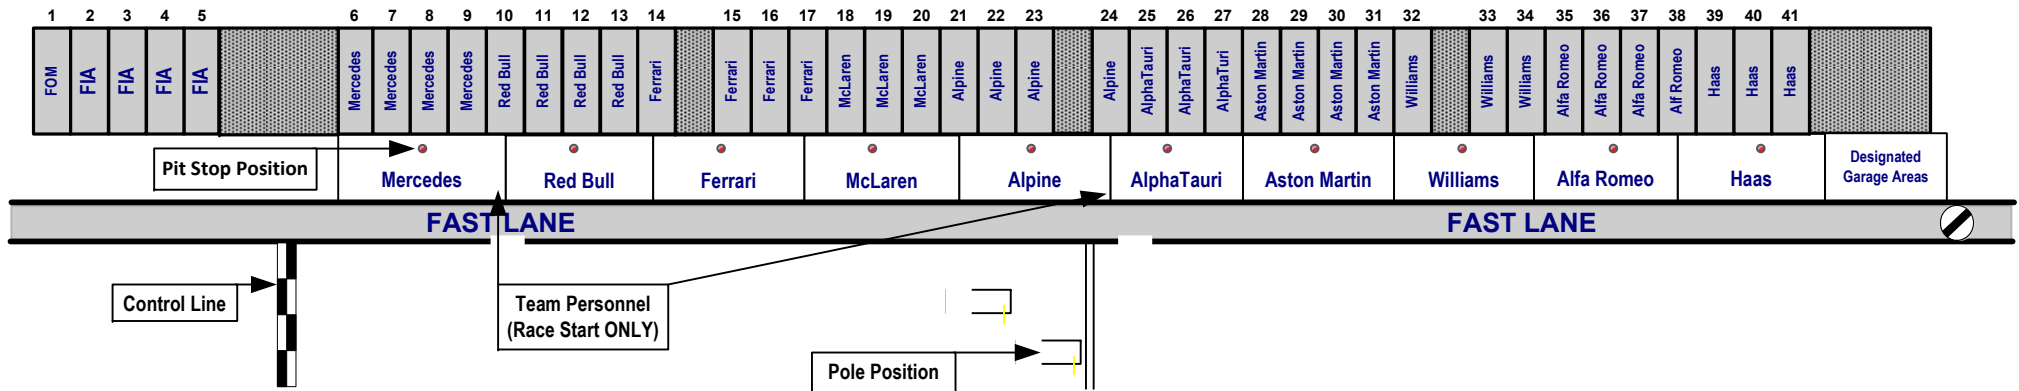 1 2 3 4 5 6 7 8 9 10 11 12 13 14 15 16 17 18 19 20 21 22 23 24 25 26 27 28 29 30 31 32 33 34 35 36 37 38 39 40 41
FOM
FIA
FIA
FIA
FIA
Mercedes
Mercedes
Mercedes
Mercedes
Red Bull
Red Bull
Red Bull
Red Bull
Ferrari
Ferrari
Ferrari
Ferrari
McLaren
McLaren
McLaren
Alpine
Alpine
Alpine
Alpine
AlphaTauri
AlphaTauri
AlphaTuri
Aston Martin
Aston Martin
Aston Martin
Aston Martin
Williams
Williams
Williams
Alfa Romeo
Alfa Romeo
Alfa Romeo
Alf Romeo
Haas
Haas
Haas
Pit Stop Position
Mercedes
Red Bull
Ferrari
McLaren
Alpine
AlphaTauri
Aston Martin
Williams
Alfa Romeo
Haas
Designated
Garage Areas
FAST LANE
FAST LANE
Control Line
Team Personnel
(Race Start ONLY)
Pole Position